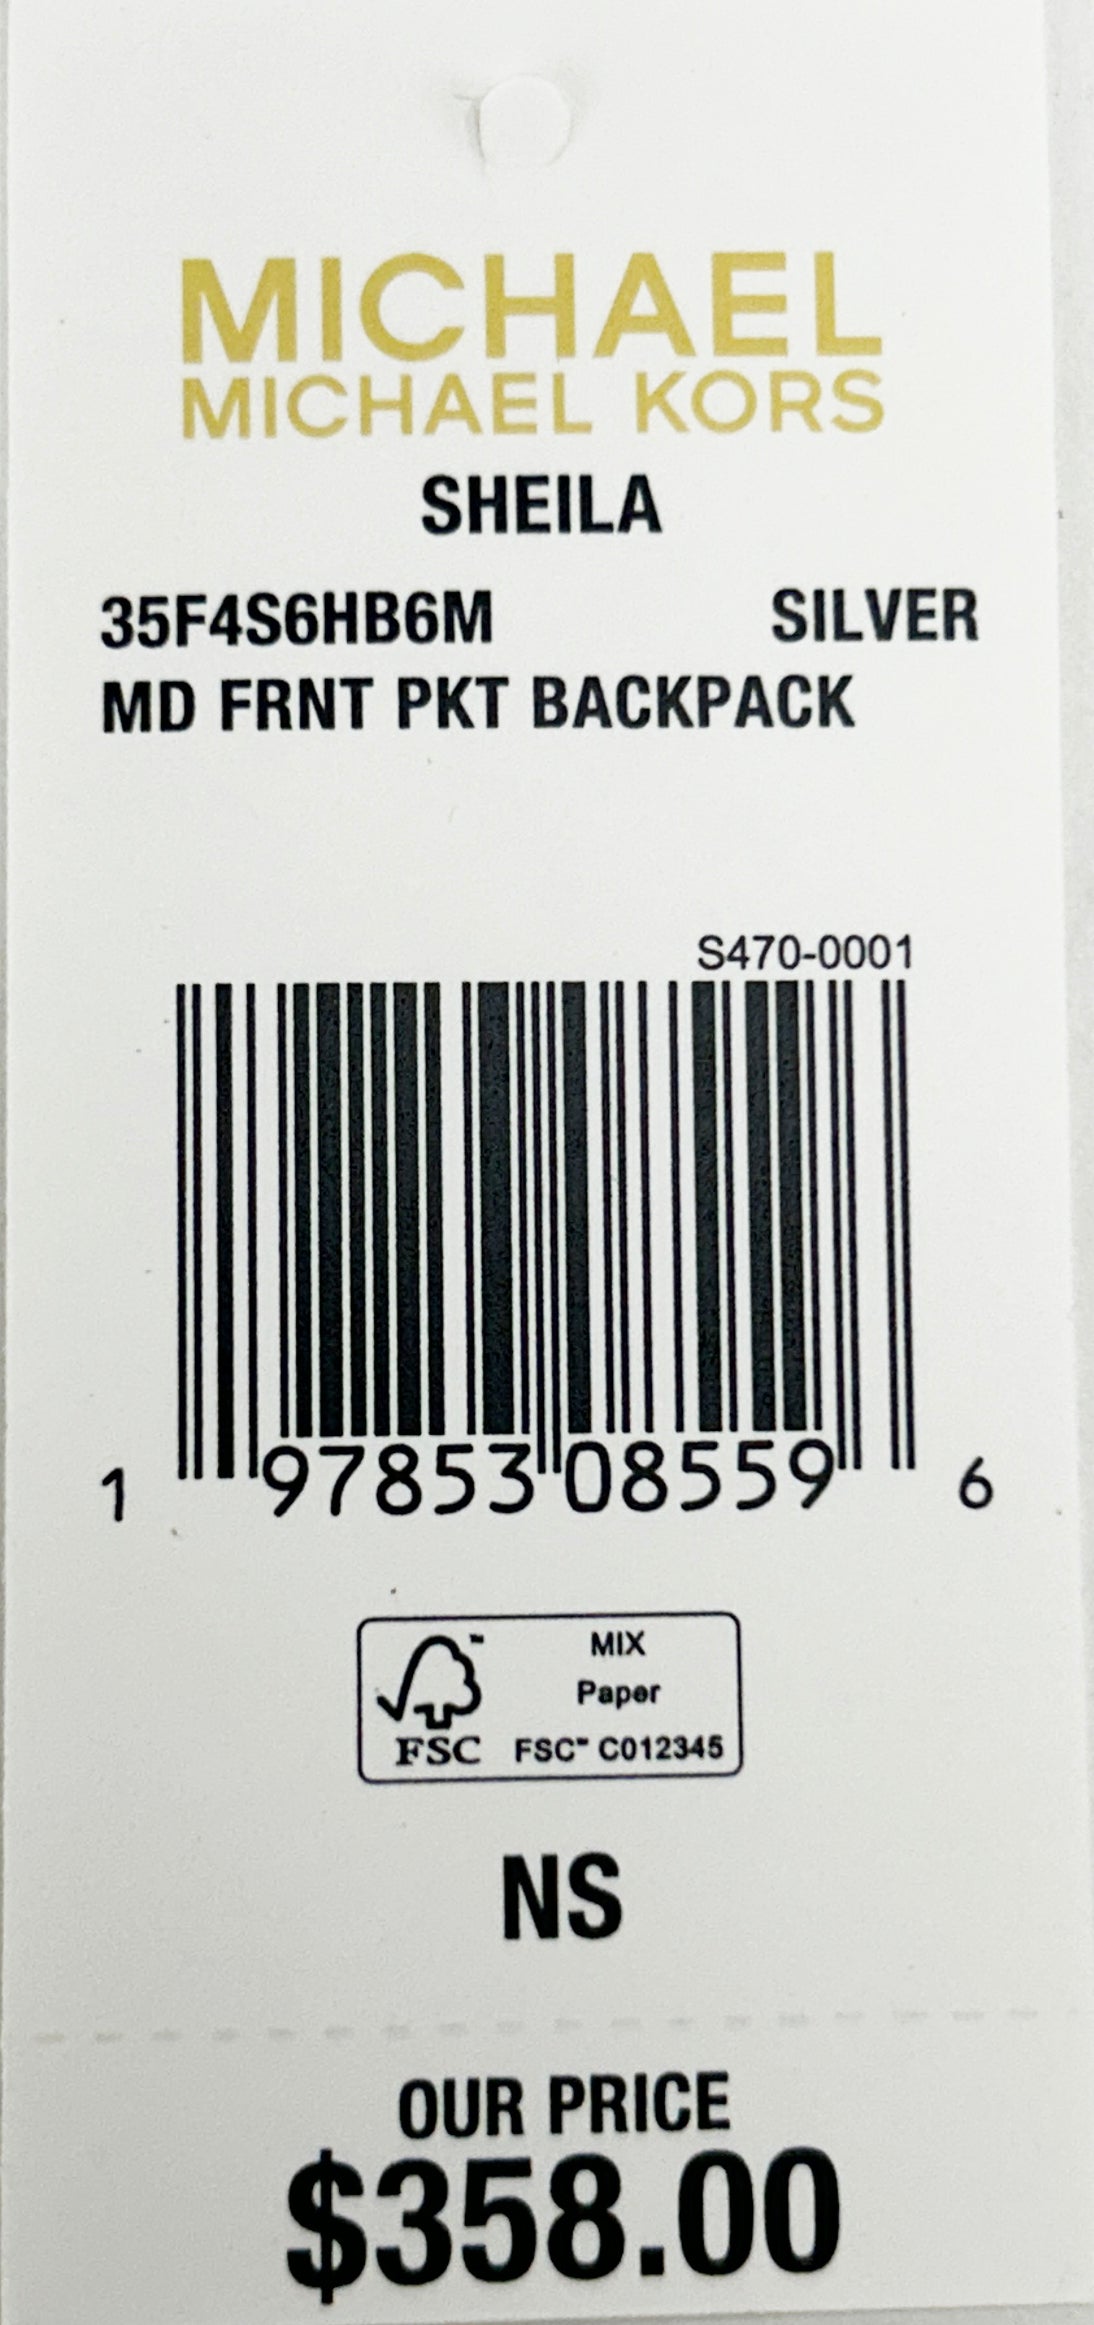 MICHAEL
MICHAEL KORS
SHEILA
35F4S6HB6M SILVER
MD FRNT PKT BACKPACK
S470-0001
1 97853 08559 6
MIX
Paper
FSC FSC™ C012345
NS
OUR PRICE
$358.00